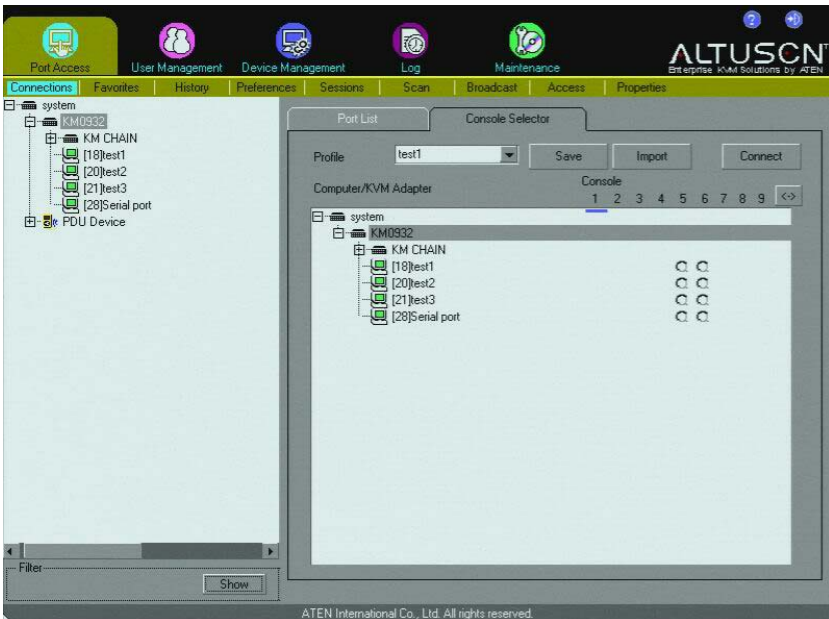 Port Access User Management Device Management Log Maintenance
ALTUSCN
Enterprise KVM Solutions by ATEN
Connections Favorites History Preferences Sessions Scan Broadcast Access Properties
system
KM0932
KM CHAIN
[18]test1
[20]test2
[21]test3
[28]Serial port
PDU Device
Filter
Show
Port List Console Selector
Profile test1 Save Import Connect
Computer/KVM Adapter Console
1 2 3 4 5 6 7 8 9 <->
system
KM0932
KM CHAIN
[18]test1
[20]test2
[21]test3
[28]Serial port
ATEN International Co., Ltd. All rights reserved.